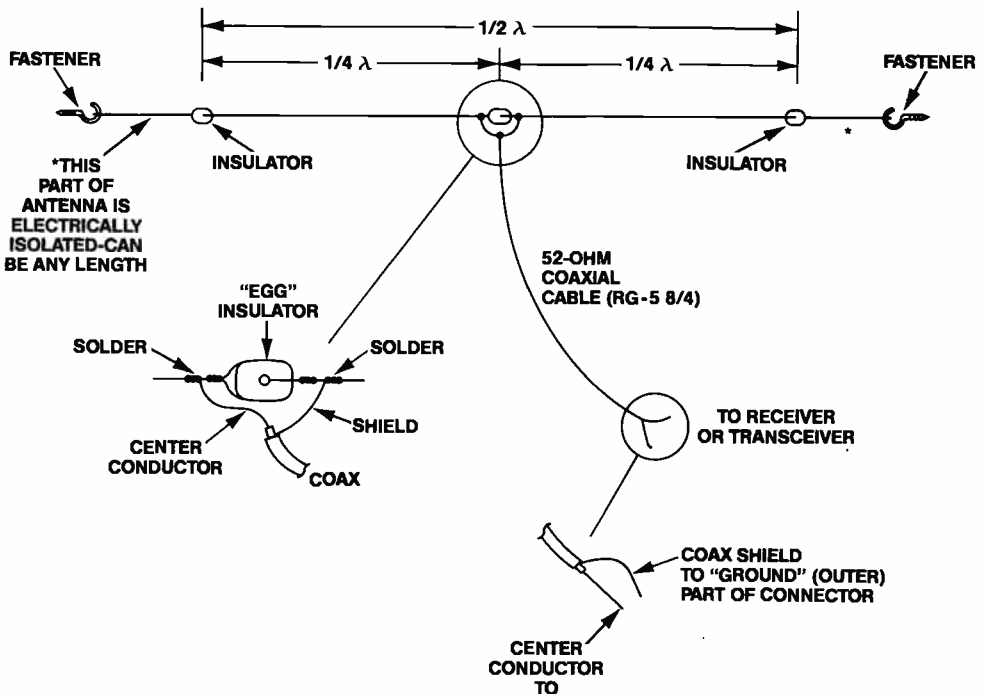 1/2 λ
1/4 λ
1/4 λ
FASTENER
FASTENER
INSULATOR
INSULATOR
*
*THIS
PART OF
ANTENNA IS
ELECTRICALLY
ISOLATED-CAN
BE ANY LENGTH
52-OHM
COAXIAL
CABLE (RG-5 8/4)
"EGG"
INSULATOR
SOLDER
SOLDER
SHIELD
CENTER
CONDUCTOR
COAX
TO RECEIVER
OR TRANSCEIVER
COAX SHIELD
TO "GROUND" (OUTER)
PART OF CONNECTOR
CENTER
CONDUCTOR
TO